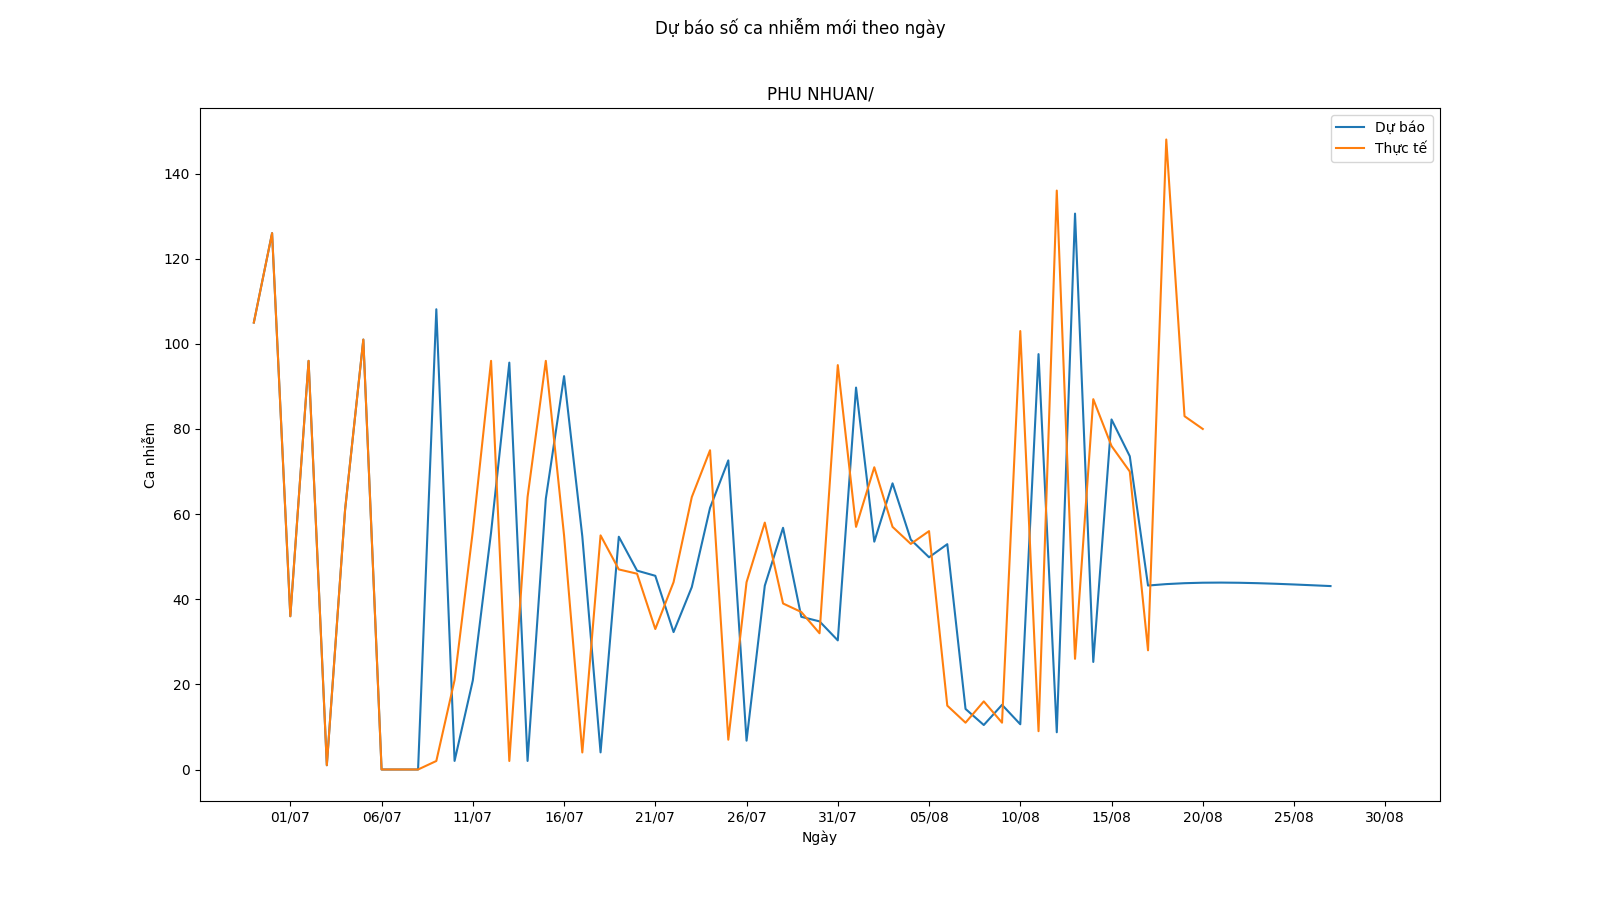 Dự báo số ca nhiễm mới theo ngày
PHU NHUAN/
Dự báo
Thực tế
140
120
100
80
60
40
20
0
Ca nhiễm
01/07 06/07 11/07 16/07 21/07 26/07 31/07 05/08 10/08 15/08 20/08 25/08 30/08
Ngày